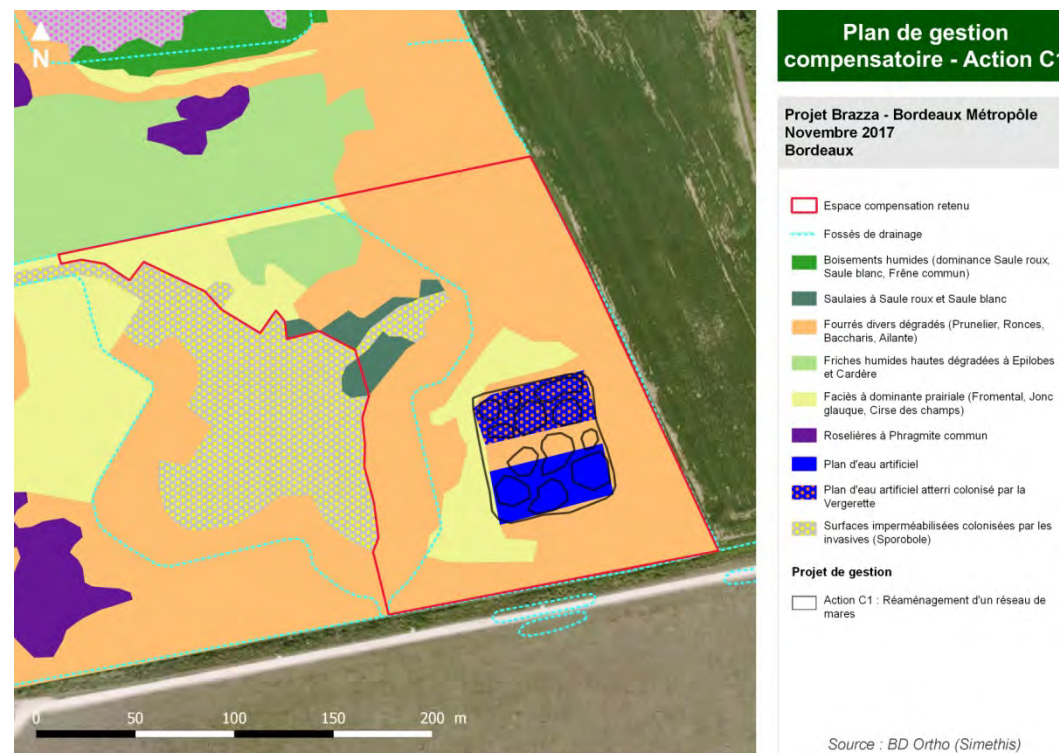 N
0 50 100 150 200 m
Plan de gestion
compensatoire - Action C1
Projet Brazza - Bordeaux Métropôle
Novembre 2017
Bordeaux
Espace compensation retenu
Fossés de drainage
Boisements humides (dominance Saule roux,
Saule blanc, Frêne commun)
Saulaies à Saule roux et Saule blanc
Fourrés divers dégradés (Prunelier, Ronces,
Baccharis, Ailante)
Friches humides hautes dégradées à Epilobes
et Cardère
Faciès à dominante prairiale (Fromental, Jonc
glauque, Cirse des champs)
Roselières à Phragmite commun
Plan d'eau artificiel
Plan d'eau artificiel atterri colonisé par la
Vergerette
Surfaces imperméabilisées colonisées par les
invasives (Sporobole)
Projet de gestion
Action C1 : Réaménagement d'un réseau de
mares
Source : BD Ortho (Simethis)